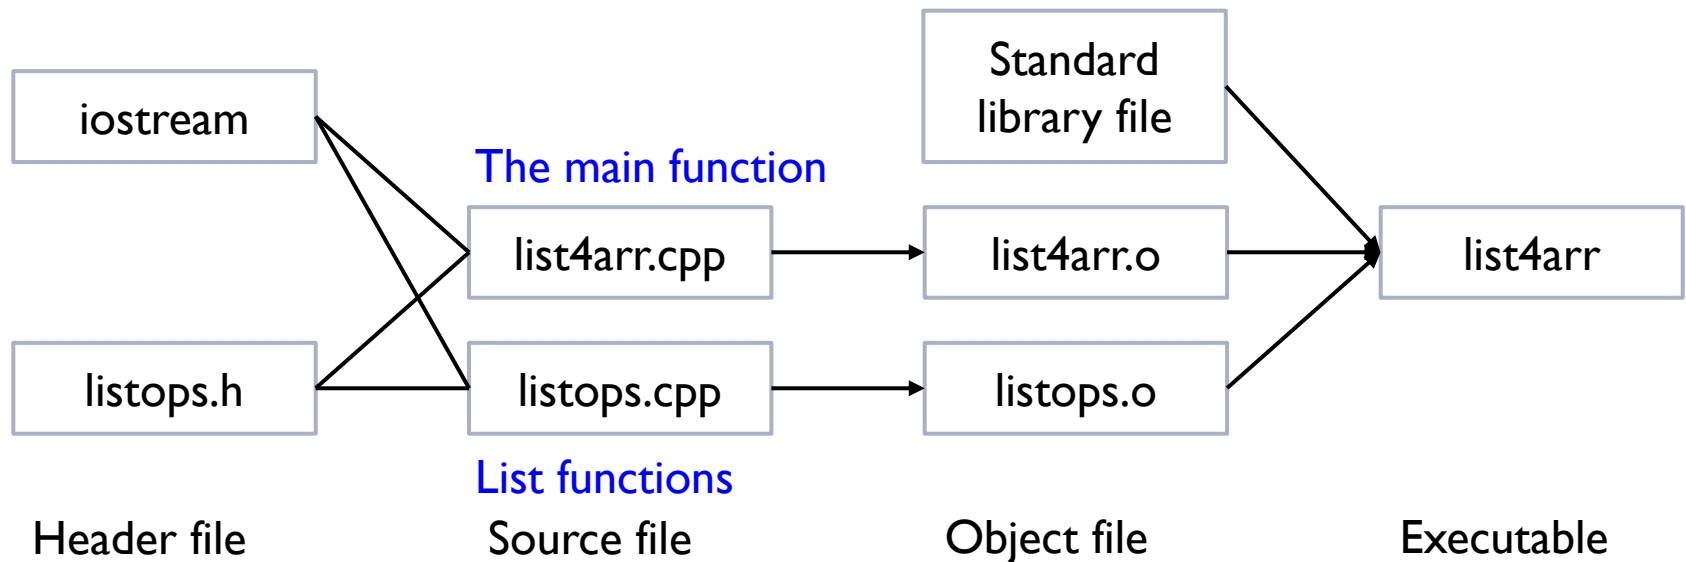 Standard
library file
iostream
The main function
list4arr.cpp
list4arr.o
list4arr
listops.h
listops.cpp
listops.o
List functions
Header file
Source file
Object file
Executable